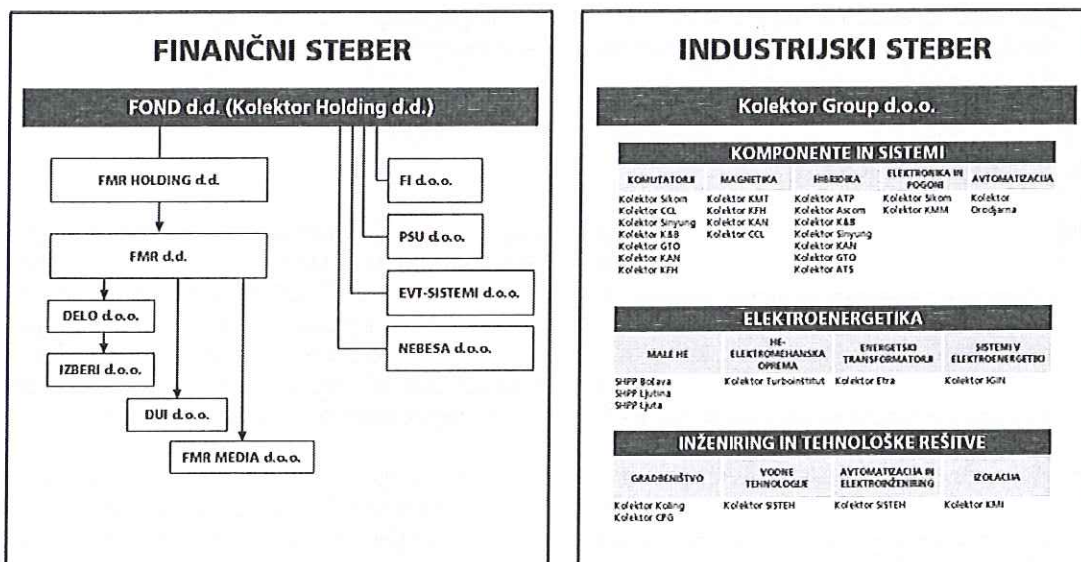 FINANČNI STEBER
FOND d.d. (Kolektor Holding d.d.)
FMR HOLDING d.d.
FMR d.d.
DELO d.o.o.
IZBERI d.o.o.
DUI d.o.o.
FMR MEDIA d.o.o.
FI d.o.o.
PSU d.o.o.
EVT-SISTEMI d.o.o.
NEBESA d.o.o.
INDUSTRIJSKI STEBER
Kolektor Group d.o.o.
KOMPONENTE IN SISTEMI
KOMUTATORJI
Kolektor Sikom
Kolektor CCL
Kolektor Sinyung
Kolektor K&B
Kolektor GTO
Kolektor KAN
Kolektor KFH
MAGNETIKA
Kolektor KMT
Kolektor KFH
Kolektor KAN
Kolektor CCL
HIBRIDIKA
Kolektor ATP
Kolektor Ascom
Kolektor K&B
Kolektor Sinyung
Kolektor KAN
Kolektor GTO
Kolektor ATS
ELEKTRONIKA IN
POGONI
Kolektor Sikom
Kolektor KMM
AVTOMATIZACIJA
Kolektor
Orodjarna
ELEKTROENERGETIKA
MALE HE
SHPP Bočava
SHPP Ljutina
SHPP Ljuta
HE-
ELEKTROMEHANSKA
OPREMA
Kolektor Turboinštitut
ENERGETSKI
TRANSFORMATORJI
Kolektor Etra
SISTEMI V
ELEKTROENERGETIKI
Kolektor IGIN
INŽENIRING IN TEHNOLOŠKE REŠITVE
GRADBENIŠTVO
Kolektor Koling
Kolektor CPG
VODNE
TEHNOLOGIJE
Kolektor SISTEH
AVTOMATIZACIJA IN
ELEKTROINŽENIRING
Kolektor SISTEH
IZOLACIJA
Kolektor KMI